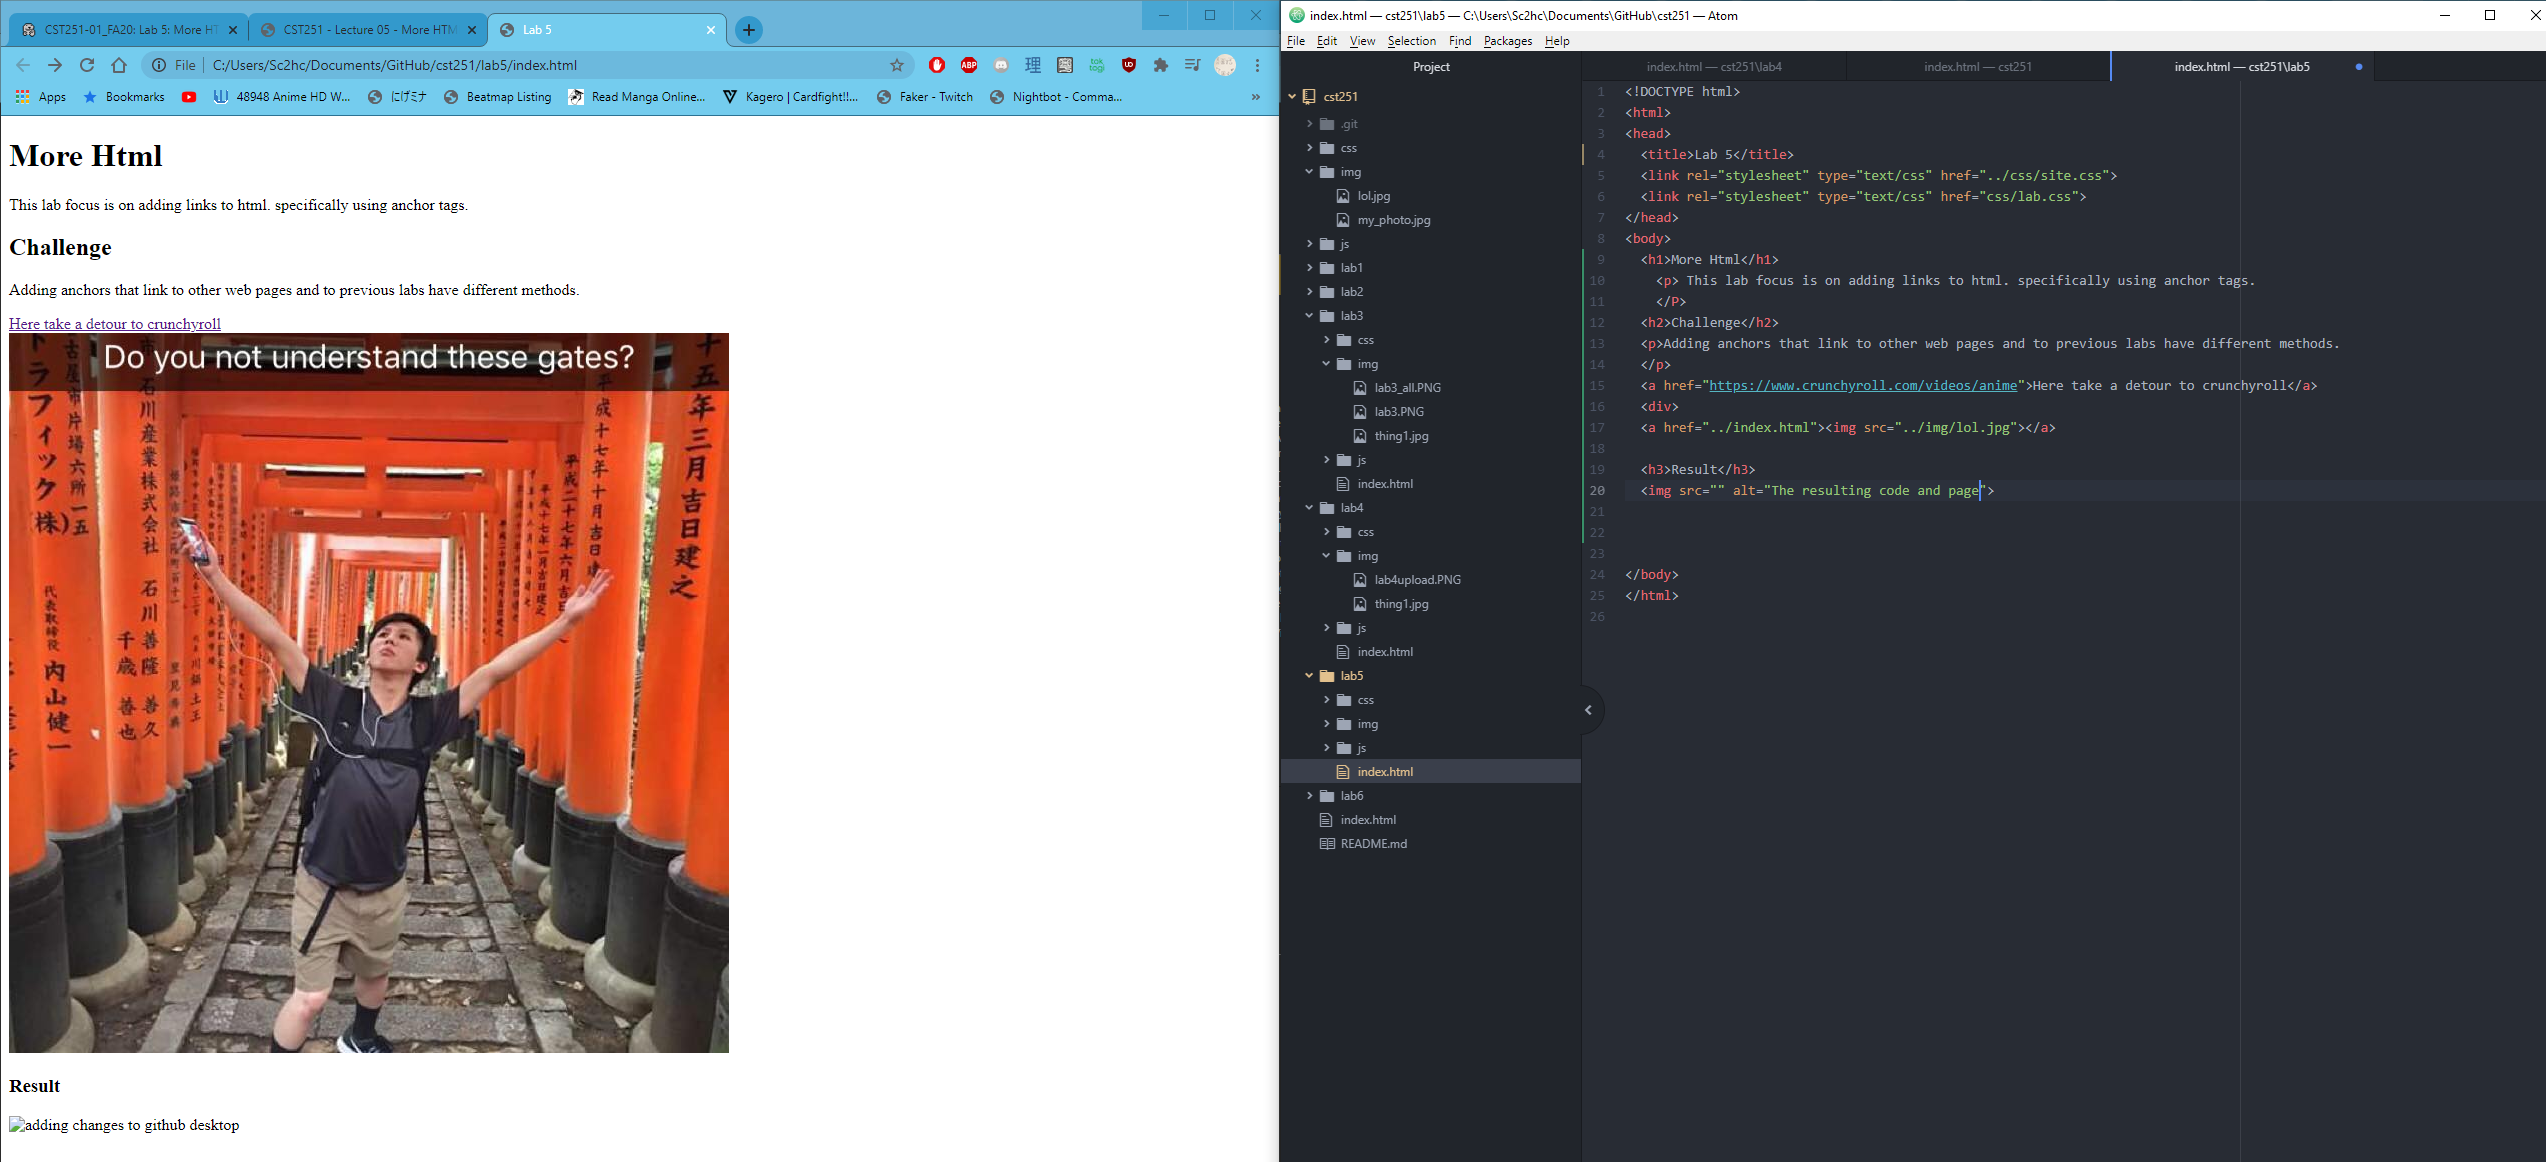 CST251-01_FA20: Lab 5: More HT
CST251 - Lecture 05 - More HTM
Lab 5
File
C:/Users/Sc2hc/Documents/GitHub/cst251/lab5/index.html
Apps
Bookmarks
48948 Anime HD W...
にげミナ
Beatmap Listing
Read Manga Online...
Kagero | Cardfight!!...
Faker - Twitch
Nightbot - Comma...
»
More Html
This lab focus is on adding links to html. specifically using anchor tags.
Challenge
Adding anchors that link to other web pages and to previous labs have different methods.
Here take a detour to crunchyroll
Do you not understand these gates?
Result
adding changes to github desktop
index.html — cst251\lab5 — C:\Users\Sc2hc\Documents\GitHub\cst251 — Atom
File Edit View Selection Find Packages Help
Project
cst251
.git
css
img
lol.jpg
my_photo.jpg
js
lab1
lab2
lab3
css
img
lab3_all.PNG
lab3.PNG
thing1.jpg
js
index.html
lab4
css
img
lab4upload.PNG
thing1.jpg
js
index.html
lab5
css
img
js
index.html
lab6
index.html
README.md
index.html — cst251\lab4
index.html — cst251
index.html — cst251\lab5
1 <!DOCTYPE html>
2 <html>
3 <head>
4 <title>Lab 5</title>
5 <link rel="stylesheet" type="text/css" href="../css/site.css">
6 <link rel="stylesheet" type="text/css" href="css/lab.css">
7 </head>
8 <body>
9 <h1>More Html</h1>
10 <p> This lab focus is on adding links to html. specifically using anchor tags.
11 </P>
12 <h2>Challenge</h2>
13 <p>Adding anchors that link to other web pages and to previous labs have different methods.
14 </p>
15 <a href="https://www.crunchyroll.com/videos/anime">Here take a detour to crunchyroll</a>
16 <div>
17 <a href="../index.html"><img src="../img/lol.jpg"></a>
18
19 <h3>Result</h3>
20 <img src="" alt="The resulting code and page">
21
22
23
24 </body>
25 </html>
26